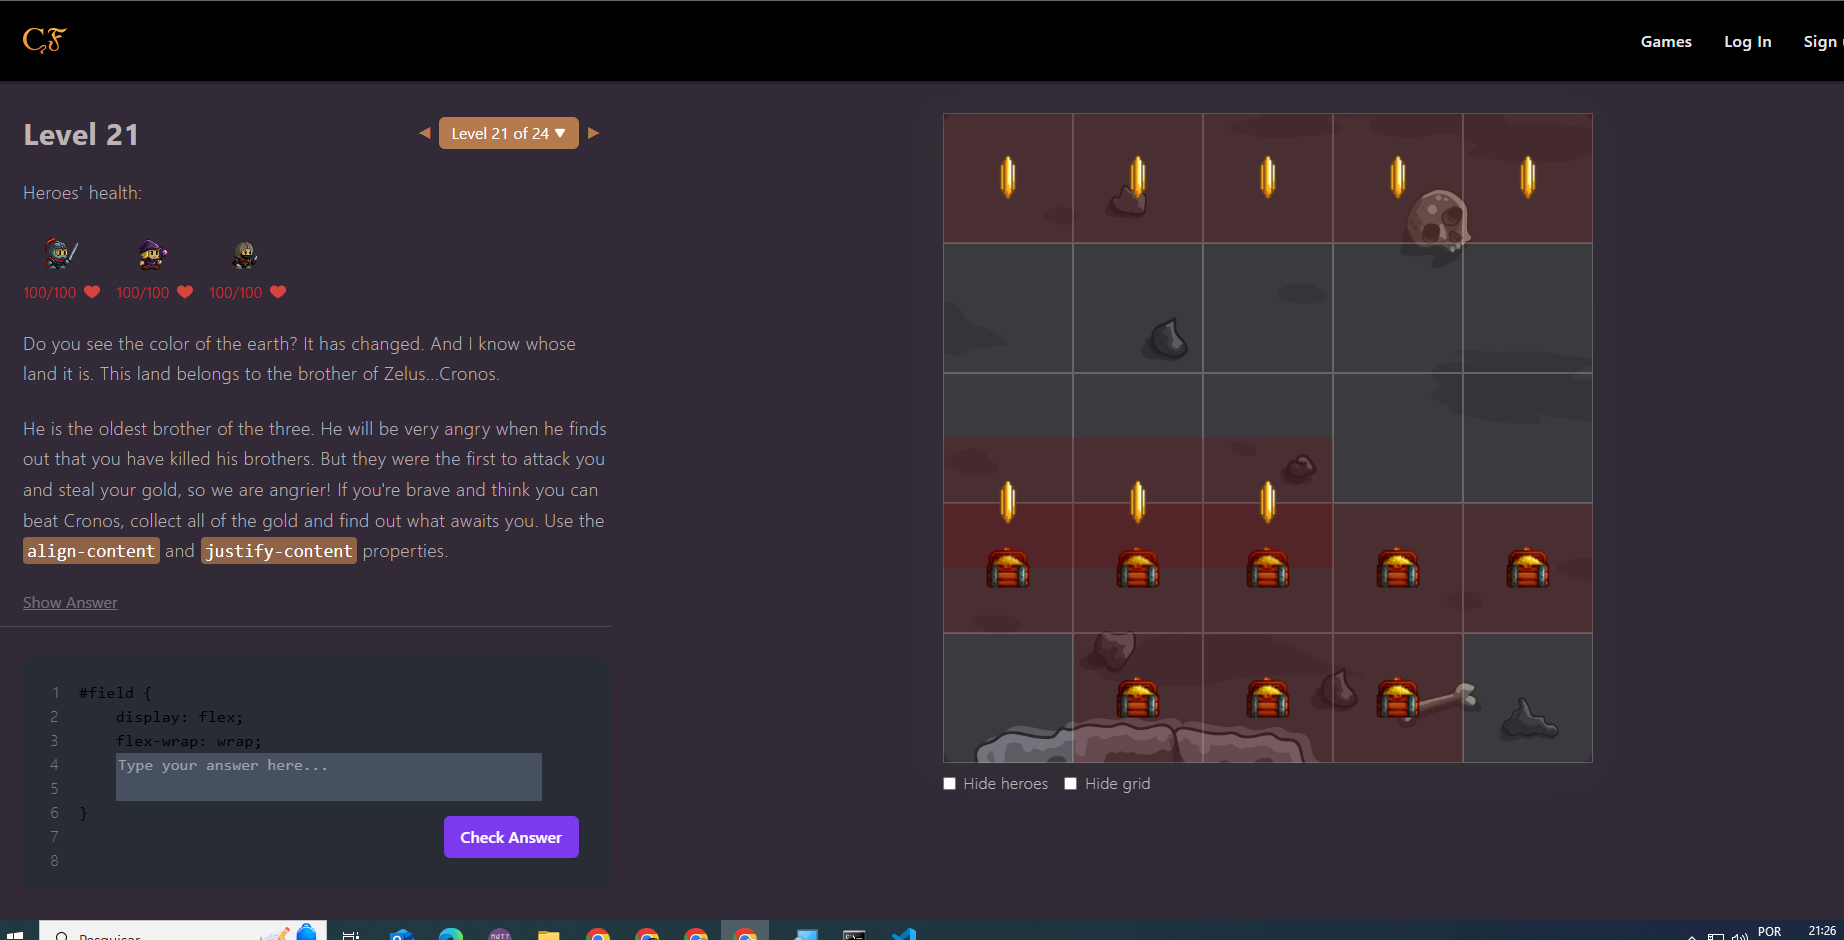 CF
Games
Log In
Sign
Level 21
Level 21 of 24
Heroes' health:
100/100
100/100
100/100
Do you see the color of the earth? It has changed. And I know whose
land it is. This land belongs to the brother of Zelus...Cronos.
He is the oldest brother of the three. He will be very angry when he finds
out that you have killed his brothers. But they were the first to attack you
and steal your gold, so we are angrier! If you're brave and think you can
beat Cronos, collect all of the gold and find out what awaits you. Use the
align-content and justify-content properties.
Show Answer
1 #field {
2 display: flex;
3 flex-wrap: wrap;
4 Type your answer here...
5
6 }
7
8
Check Answer
Hide heroes
Hide grid
Pesquisar
MQTT
POR
21:26